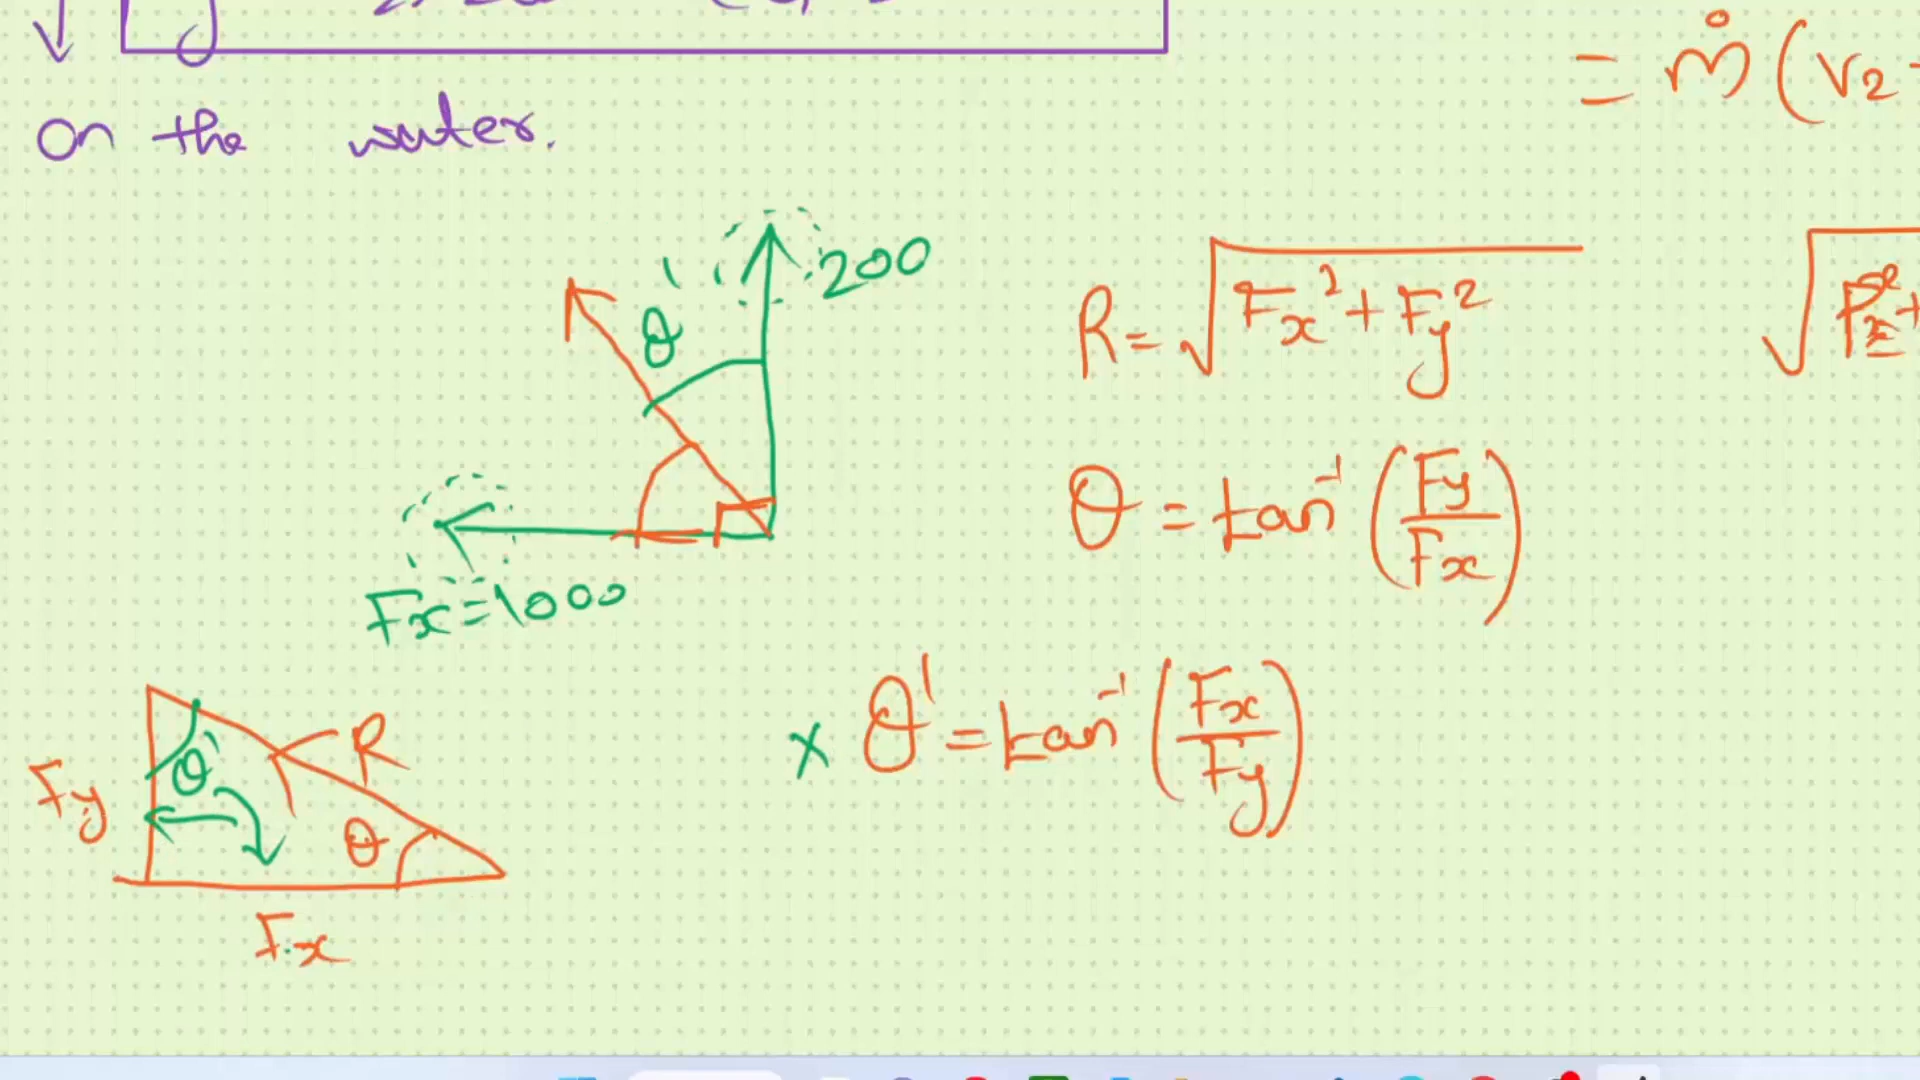 on the water.
= ṁ (v₂
200
θ'
R = √(Fx² + Fy²)
θ = tan⁻¹ (Fy/Fx)
Fx=1000
× θ' = tan⁻¹ (Fx/Fy)
R
θ'
Fy
θ
Fx